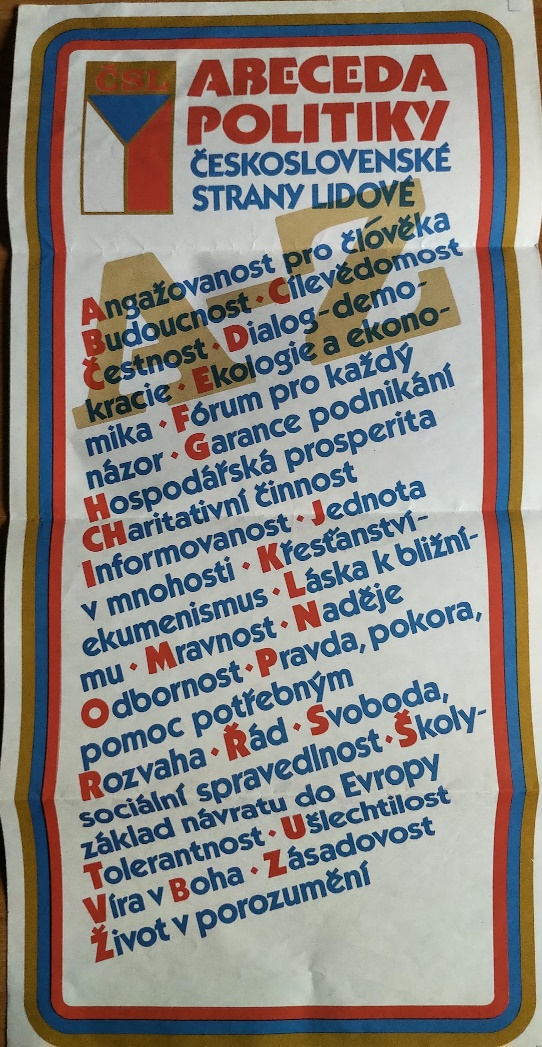 ČSL
ABECEDA
POLITIKY
ČESKOSLOVENSKÉ
STRANY LIDOVÉ
A-Z
Angažovanost pro člověka
Budoucnost · Cílevědomost
Čestnost · Dialog-demo-
kracie · Ekologie a ekono-
mika · Fórum pro každý
názor · Garance podnikání
Hospodářská prosperita
CHaritativní činnost
Informovanost · Jednota
v mnohosti · Křesťanství-
ekumenismus · Láska k bližní-
mu · Mravnost · Naděje
Odbornost · Pravda, pokora,
pomoc potřebným
Rozvaha · Řád · Svoboda,
sociální spravedlnost · Školy-
základ návratu do Evropy
Tolerantnost · Ušlechtilost
Víra v Boha · Zásadovost
Život v porozumění